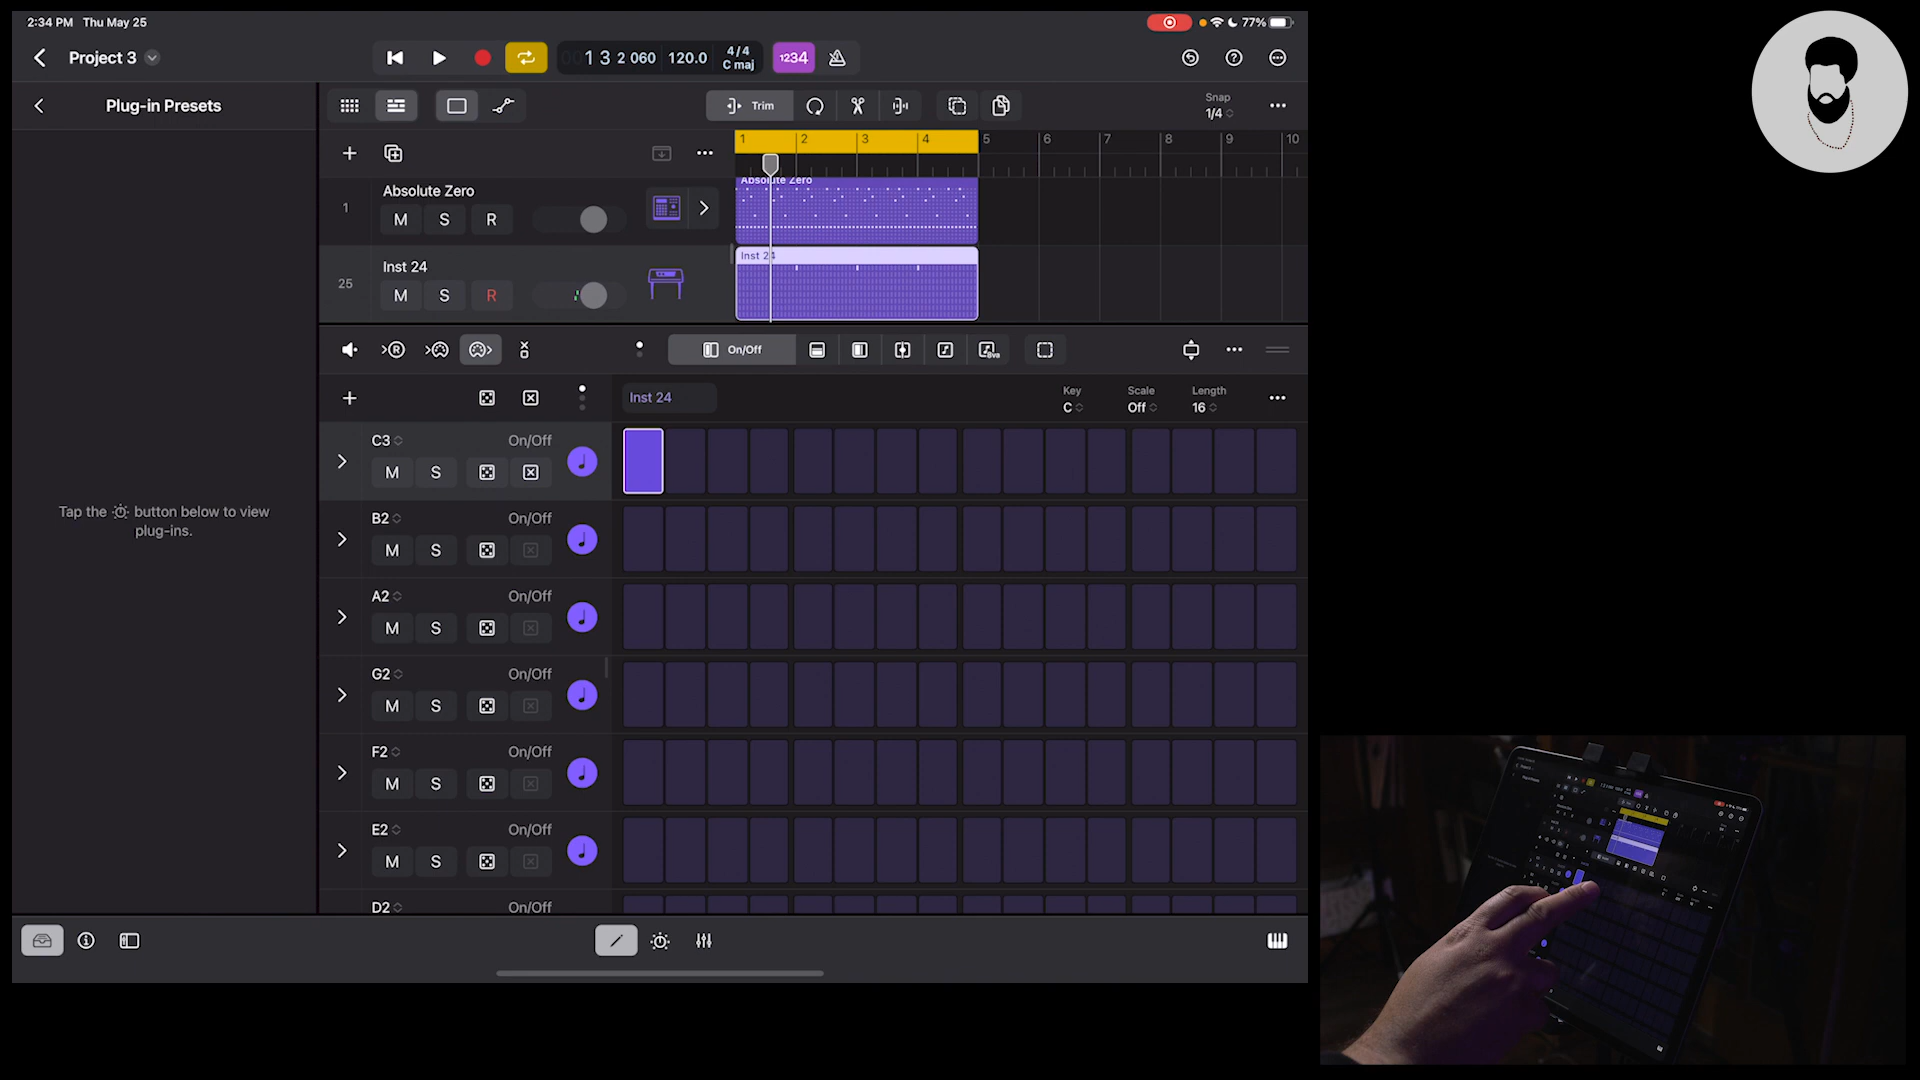 2:34 PM Thu May 25
77%
Project 3
1 3 2 060 120.0 4/4
C maj
1234
Plug-in Presets
Trim
Snap
1/4
1 2 3 4 5 6 7 8 9 10
1
Absolute Zero
M S R
Absolute Zero
25
Inst 24
M S R
Inst 24
On/Off
Inst 24
Key
C
Scale
Off
Length
16
C3 On/Off
M S
B2 On/Off
M S
A2 On/Off
M S
G2 On/Off
M S
F2 On/Off
M S
E2 On/Off
M S
D2 On/Off
Tap the button below to view
plug-ins.